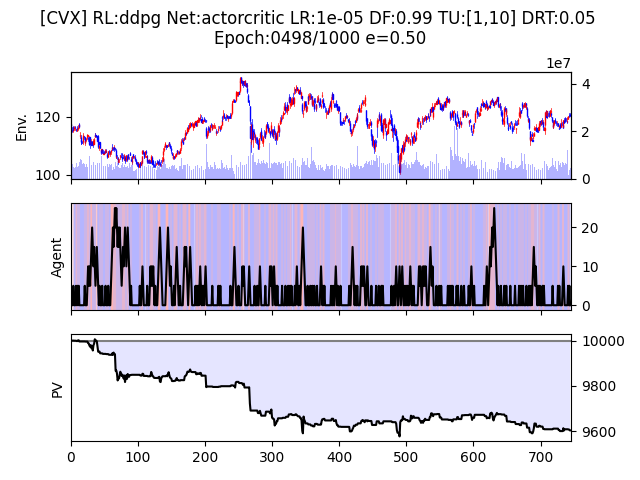 [CVX] RL:ddpg Net:actorcritic LR:1e-05 DF:0.99 TU:[1,10] DRT:0.05
Epoch:0498/1000 e=0.50
1e7
Env.
120
100
4
2
0
Agent
20
10
0
PV
10000
9800
9600
0 100 200 300 400 500 600 700